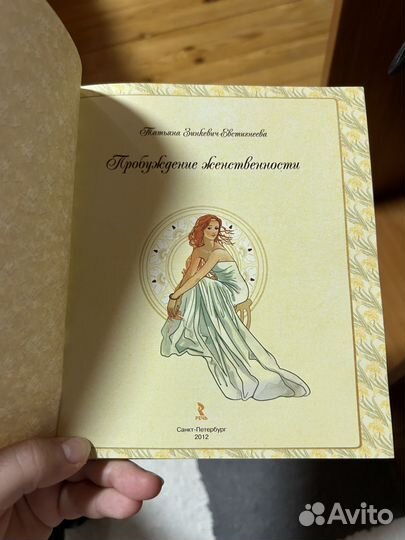 Татьяна Зинкевич-Евстигнеева
Пробуждение женственности
РЕЧЬ
Санкт-Петербург
2012
Avito